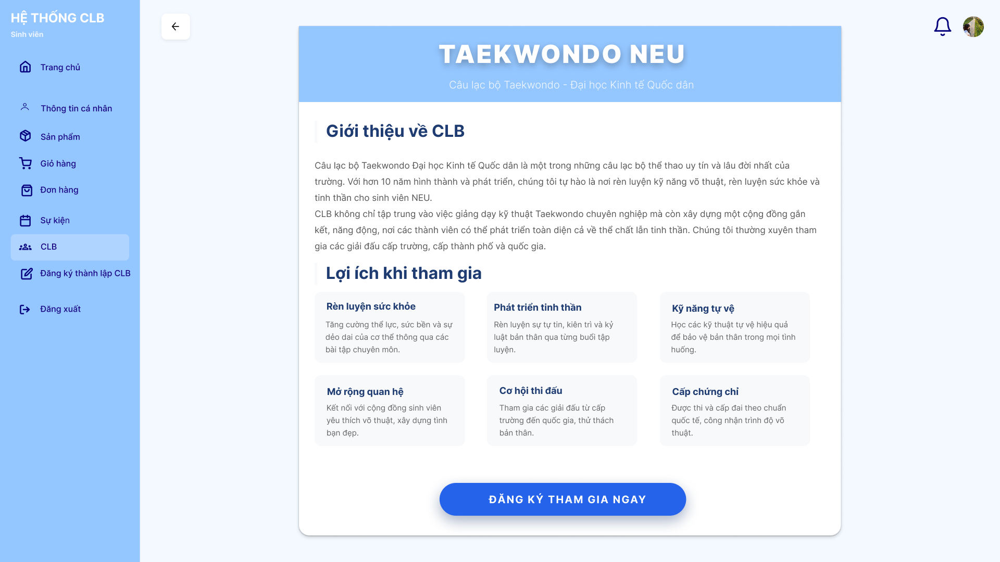 HỆ THỐNG CLB
Sinh viên
Trang chủ
Thông tin cá nhân
Sản phẩm
Giỏ hàng
Đơn hàng
Sự kiện
CLB
Đăng ký thành lập CLB
Đăng xuất
TAEKWONDO NEU
Câu lạc bộ Taekwondo - Đại học Kinh tế Quốc dân
Giới thiệu về CLB
Câu lạc bộ Taekwondo Đại học Kinh tế Quốc dân là một trong những câu lạc bộ thể thao uy tín và lâu đời nhất của
trường. Với hơn 10 năm hình thành và phát triển, chúng tôi tự hào là nơi rèn luyện kỹ năng võ thuật, rèn luyện sức khỏe và
tinh thần cho sinh viên NEU.
CLB không chỉ tập trung vào việc giảng dạy kỹ thuật Taekwondo chuyên nghiệp mà còn xây dựng một cộng đồng gắn
kết, năng động, nơi các thành viên có thể phát triển toàn diện cả về thể chất lẫn tinh thần. Chúng tôi thường xuyên tham
gia các giải đấu cấp trường, cấp thành phố và quốc gia.
Lợi ích khi tham gia
Rèn luyện sức khỏe
Tăng cường thể lực, sức bền và sự
dẻo dai của cơ thể thông qua các
bài tập chuyên môn.
Phát triển tinh thần
Rèn luyện sự tự tin, kiên trì và kỷ
luật bản thân qua từng buổi tập
luyện.
Kỹ năng tự vệ
Học các kỹ thuật tự vệ hiệu quả
để bảo vệ bản thân trong mọi tình
huống.
Mở rộng quan hệ
Kết nối với cộng đồng sinh viên
yêu thích võ thuật, xây dựng tình
bạn đẹp.
Cơ hội thi đấu
Tham gia các giải đấu từ cấp
trường đến quốc gia, thử thách
bản thân.
Cấp chứng chỉ
Được thi và cấp đai theo chuẩn
quốc tế, công nhận trình độ võ
thuật.
ĐĂNG KÝ THAM GIA NGAY